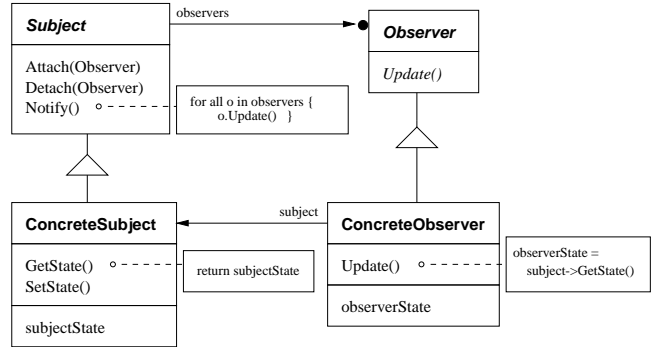 Subject
observers
Observer
Attach(Observer)
Detach(Observer)
Notify()
for all o in observers {
o.Update() }
Update()
ConcreteSubject
subject
ConcreteObserver
GetState()
SetState()
return subjectState
Update()
observerState =
subject->GetState()
subjectState
observerState